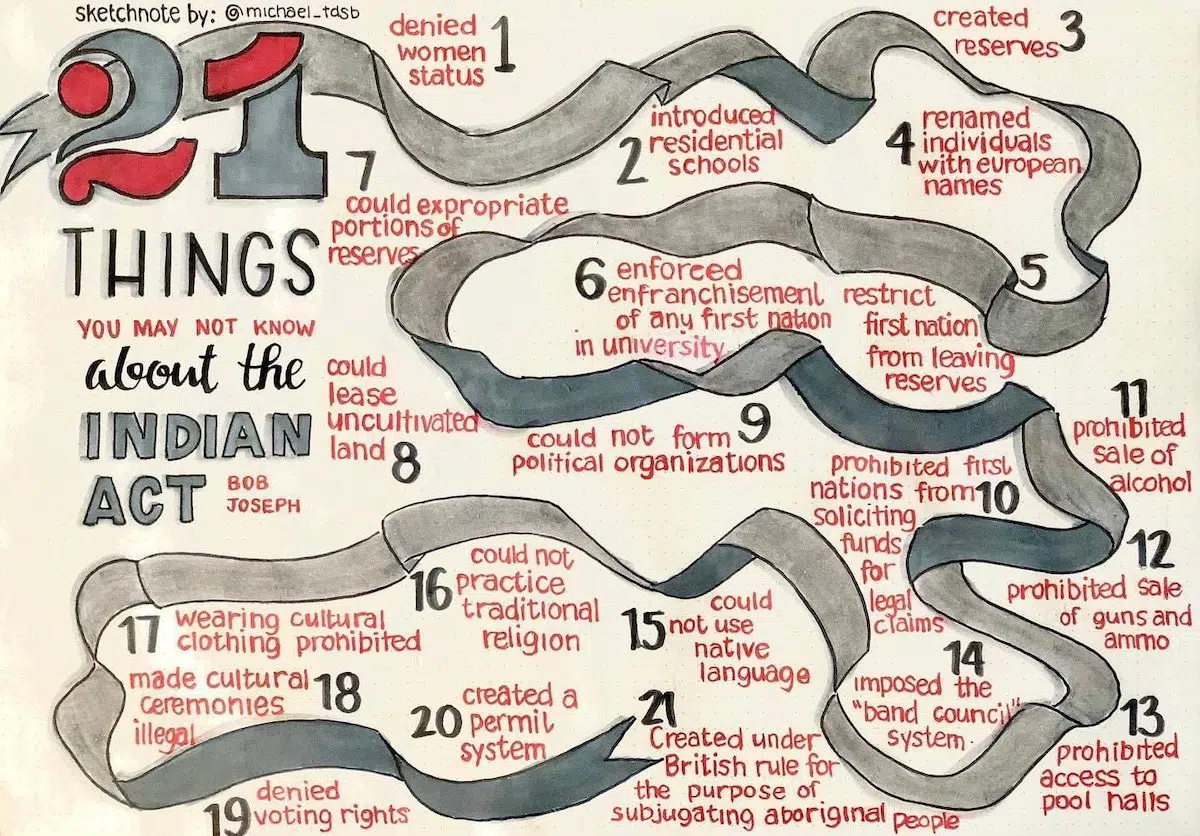 sketchnote by: @michael_tdsb
21
THINGS
YOU MAY NOT KNOW
about the
INDIAN
ACT
BOB
JOSEPH
denied
women
status
1
introduced
2 residential
schools
created
reserves
3
renamed
4 individuals
with european
names
5
restrict
first nation
from leaving
reserves
6 enforced
enfranchisement
of any first nation
in university
7
could expropriate
portions of
reserves
could
lease
uncultivated
land 8
could not form 9
political organizations
prohibited first
nations from 10
soliciting
funds
for
legal
claims
11
prohibited
sale of
alcohol
12
prohibited sale
of guns and
ammo
13
prohibited
access to
pool halls
14
imposed the
"band council"
system.
could
15 not use
native
language
could not
16 practice
traditional
religion
17 wearing cultural
clothing prohibited
made cultural 18
ceremonies
illegal
denied
19 voting rights
created a
20 permit
system
21
Created under
British rule for
the purpose of
subjugating aboriginal people